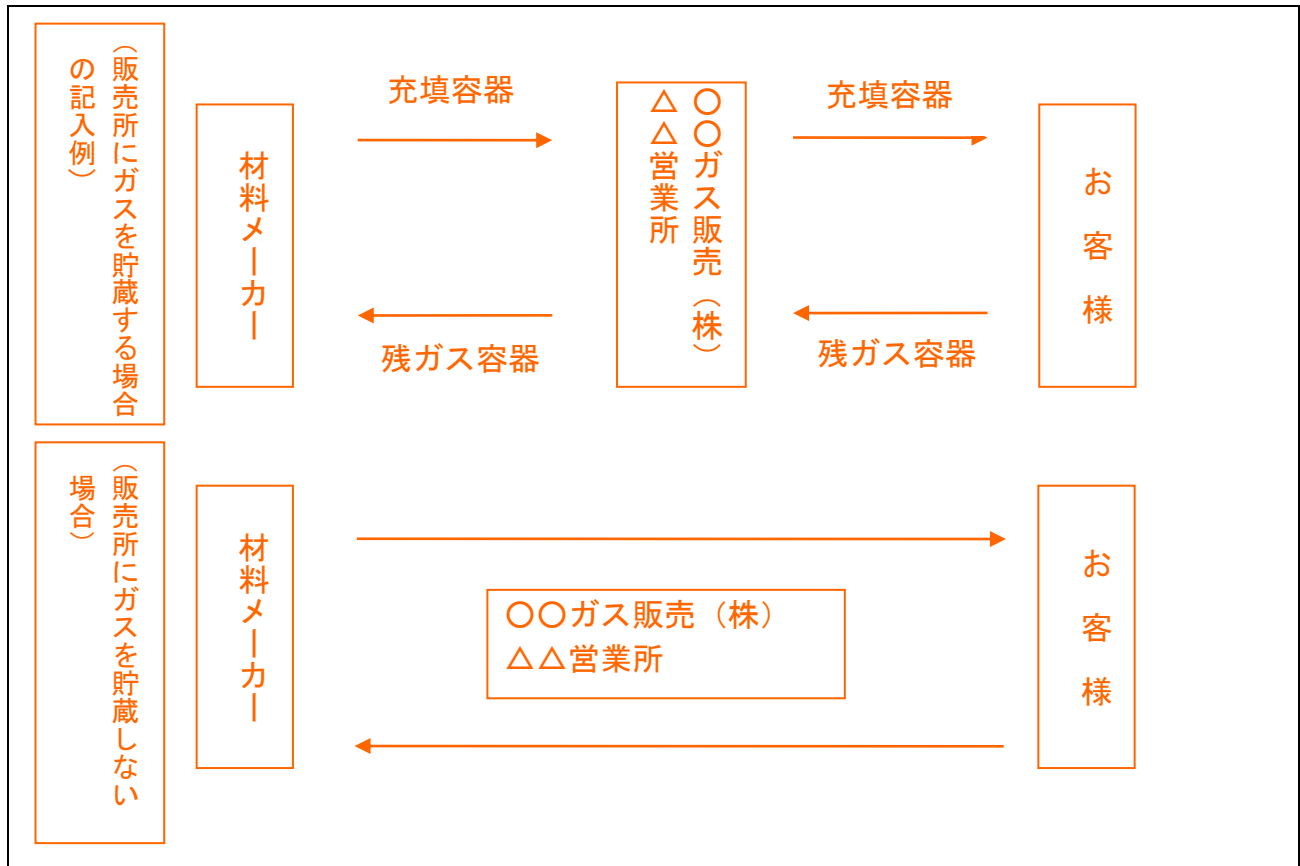 （販売所にガスを貯蔵する場合
の記入例）
材料メーカー
充填容器
残ガス容器
〇〇ガス販売（株）
△△営業所
充填容器
残ガス容器
お客様
（販売所にガスを貯蔵しない
場合）
材料メーカー
〇〇ガス販売（株）
△△営業所
お客様